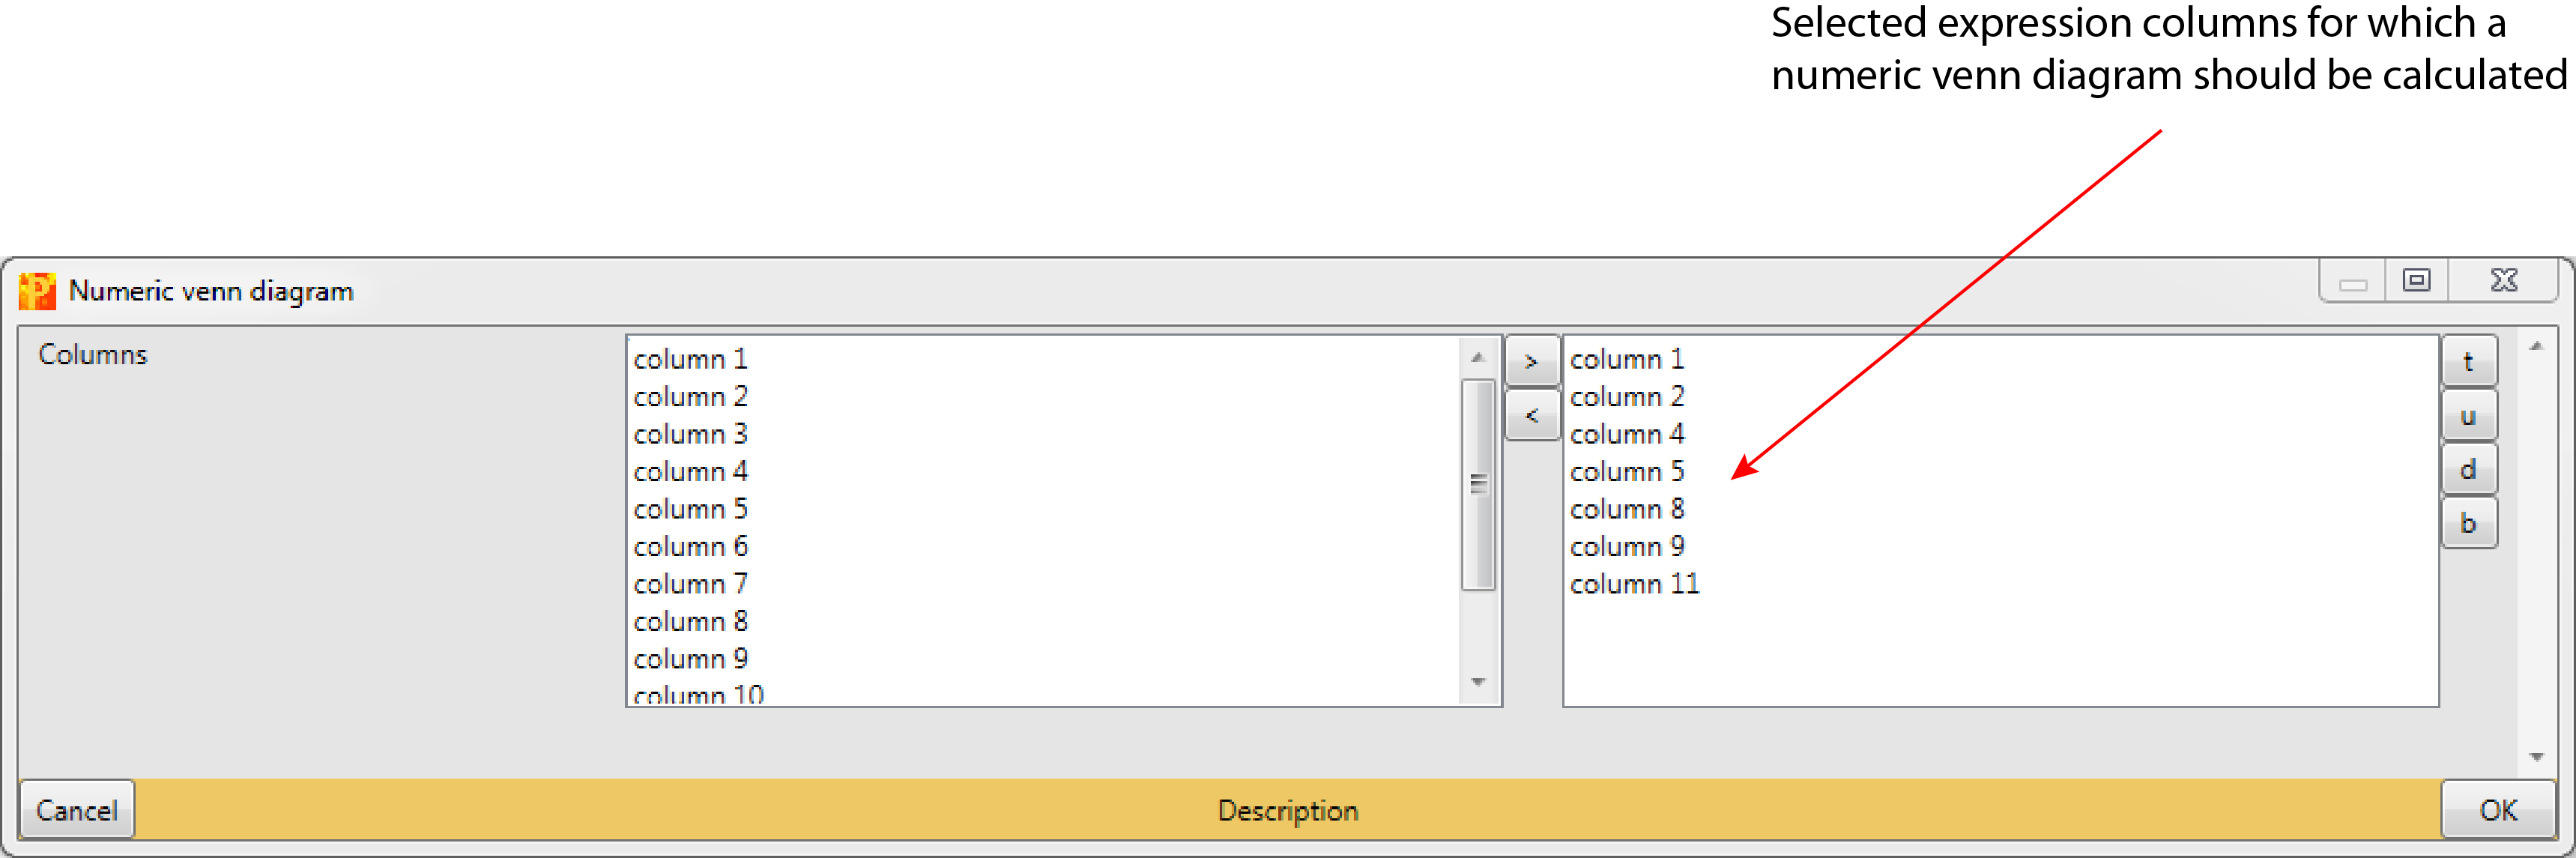 Selected expression columns for which a
numeric venn diagram should be calculated
P Numeric venn diagram
Columns
column 1
column 2
column 3
column 4
column 5
column 6
column 7
column 8
column 9
column 10
>
<
column 1
column 2
column 4
column 5
column 8
column 9
column 11
t
u
d
b
Cancel
Description
OK